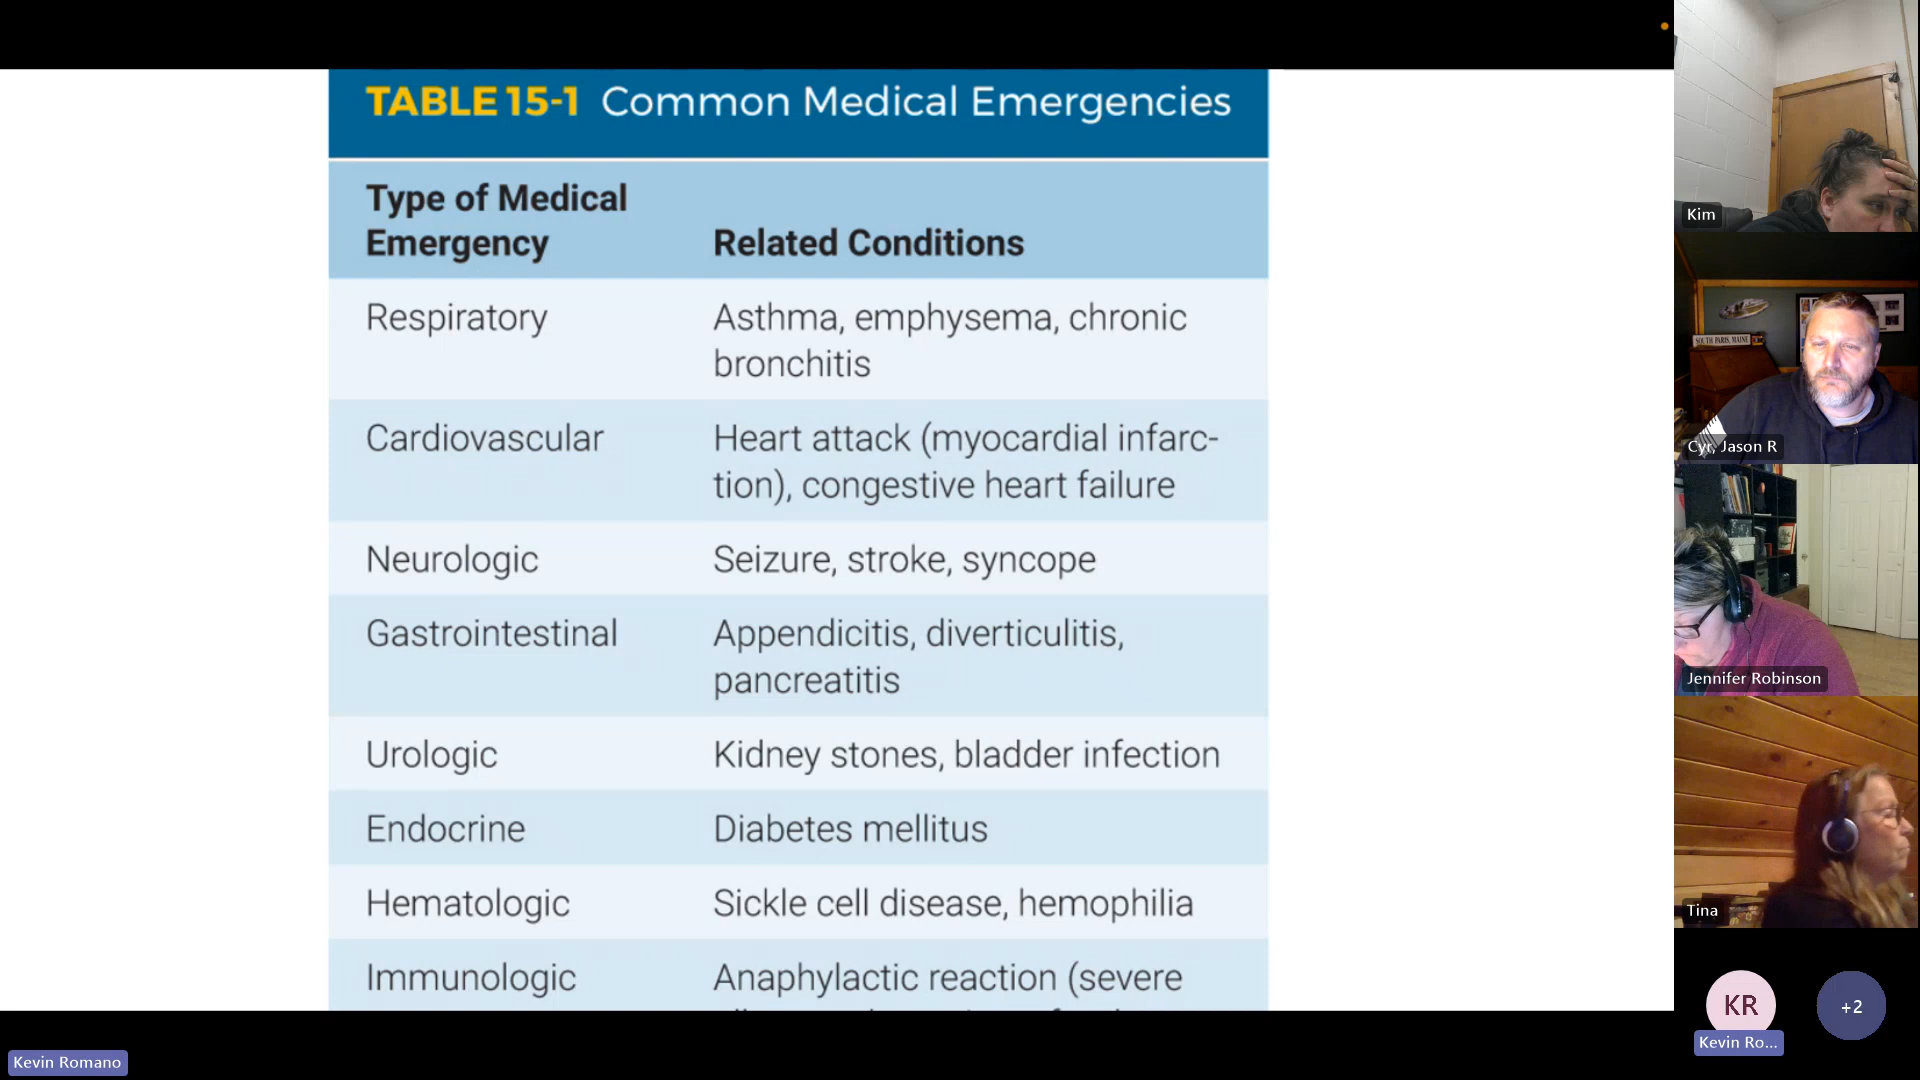 TABLE 15-1 Common Medical Emergencies
Type of Medical
Emergency
Related Conditions
Respiratory
Asthma, emphysema, chronic
bronchitis
Cardiovascular
Heart attack (myocardial infarc-
tion), congestive heart failure
Neurologic
Seizure, stroke, syncope
Gastrointestinal
Appendicitis, diverticulitis,
pancreatitis
Urologic
Kidney stones, bladder infection
Endocrine
Diabetes mellitus
Hematologic
Sickle cell disease, hemophilia
Immunologic
Anaphylactic reaction (severe
Kim
SOUTH PARIS, MAINE
Cyr, Jason R
Jennifer Robinson
Tina
KR
+2
Kevin Ro...
Kevin Romano